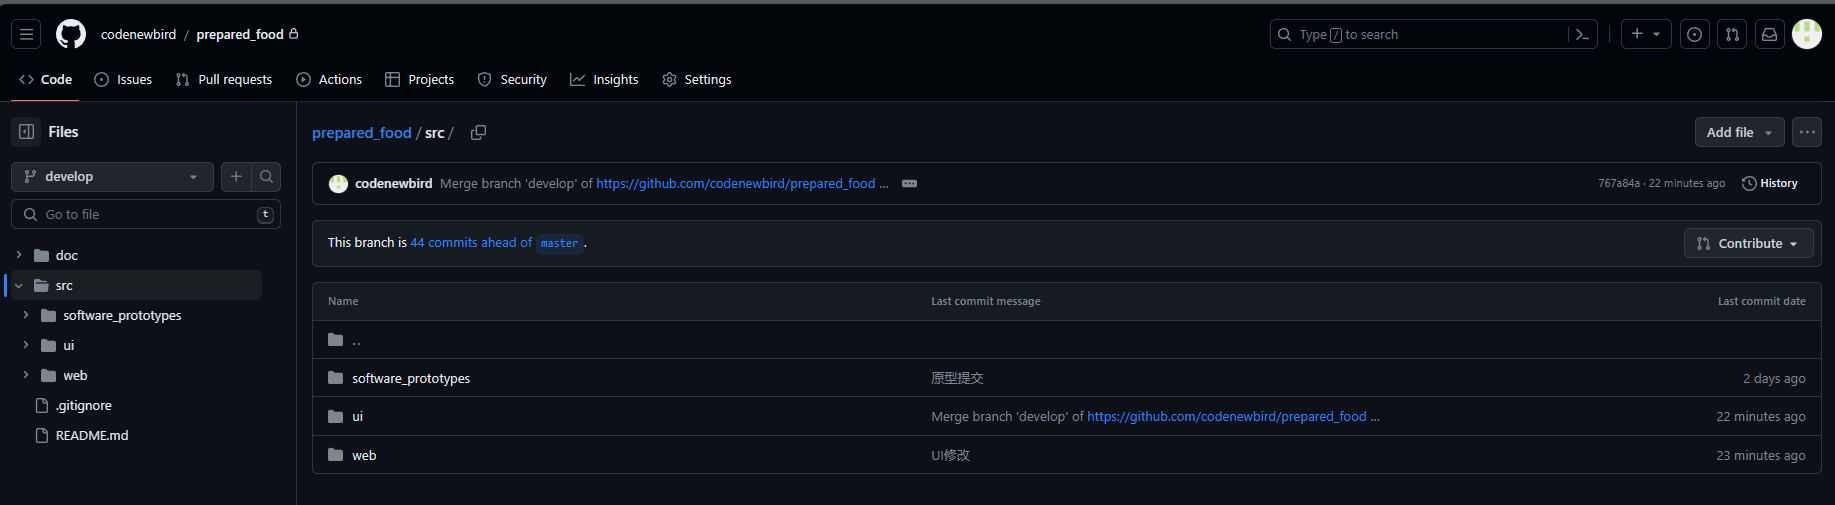 codenewbird / prepared_food
Type / to search
Code Issues Pull requests Actions Projects Security Insights Settings
Files
develop
Go to file t
doc
src
software_prototypes
ui
web
.gitignore
README.md
prepared_food / src /
Add file
codenewbird Merge branch 'develop' of https://github.com/codenewbird/prepared_food ...
767a84a · 22 minutes ago History
This branch is 44 commits ahead of master .
Contribute
Name Last commit message Last commit date
..
software_prototypes 原型提交 2 days ago
ui Merge branch 'develop' of https://github.com/codenewbird/prepared_food ... 22 minutes ago
web UI修改 23 minutes ago